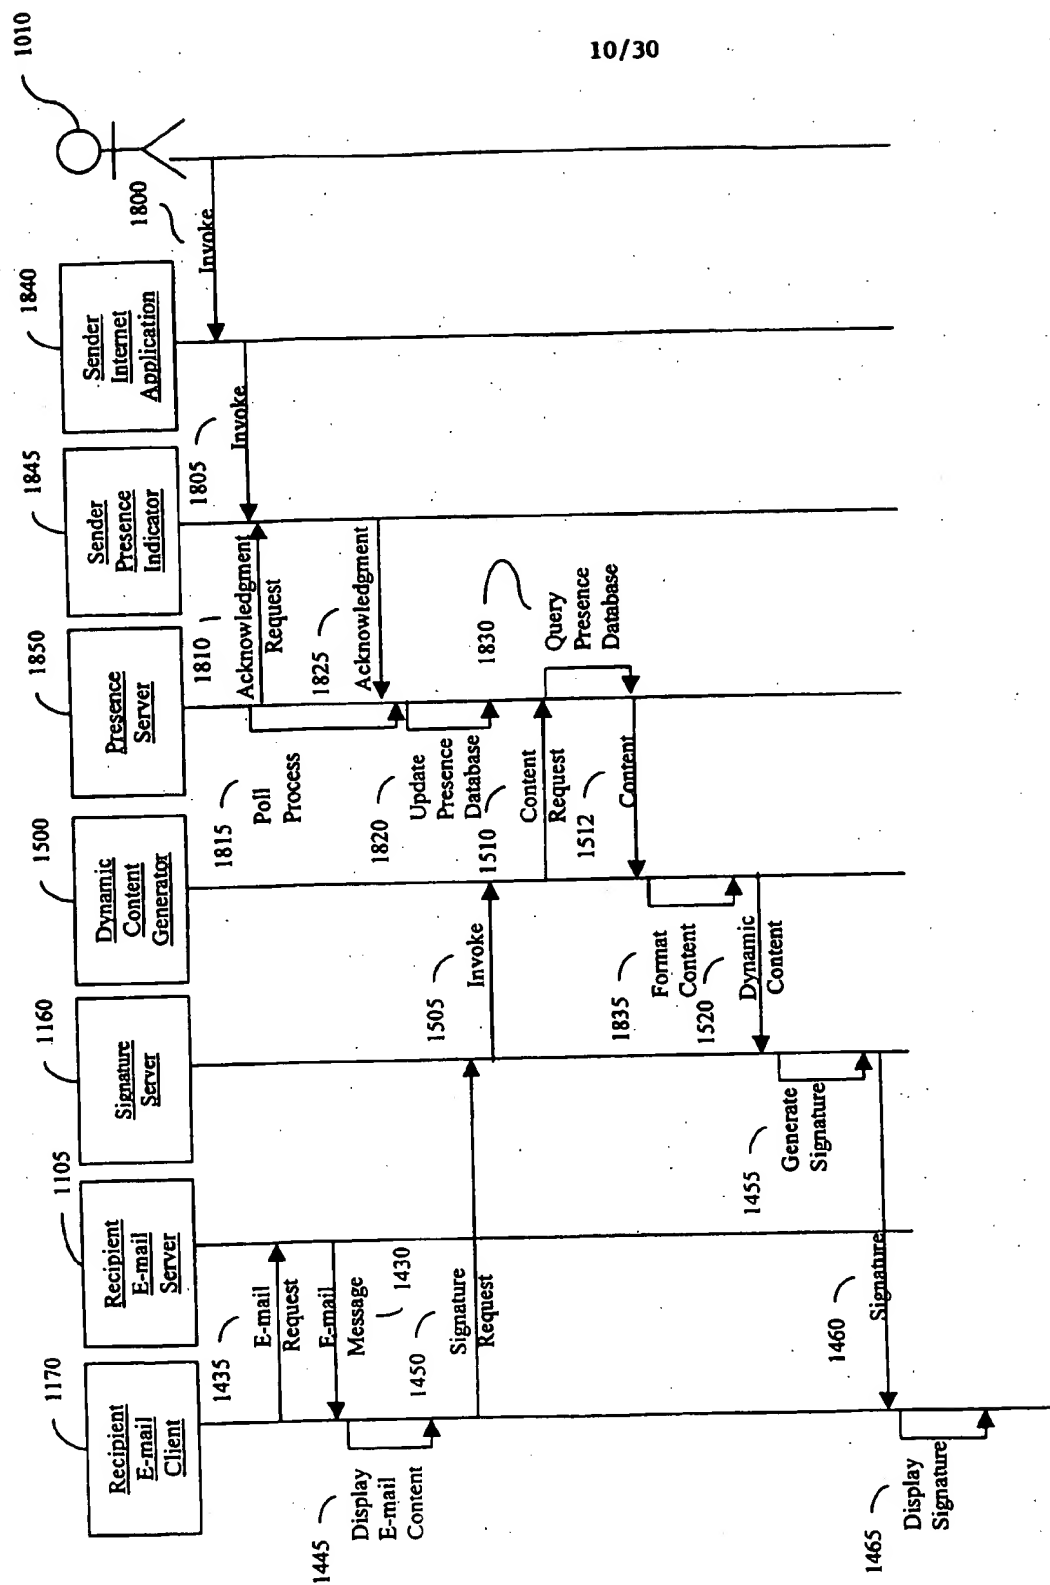 10/30
1170
Recipient
E-mail
Client
1105
Recipient
E-mail
Server
1160
Signature
Server
1500
Dynamic
Content
Generator
1850
Presence
Server
1845
Sender
Presence
Indicator
1840
Sender
Internet
Application
1010
1800
Invoke
1805
Invoke
1810
Acknowledgment
Request
1815
Poll
Process
1825
Acknowledgment
1820
Update
Presence
Database
1435
E-mail
Request
E-mail
Message
1430
1445
Display
E-mail
Content
1450
Signature
Request
1505
Invoke
1510
Content
Request
1830
Query
Presence
Database
1512
Content
1835
Format
Content
1520
Dynamic
Content
1455
Generate
Signature
1460
Signature
1465
Display
Signature